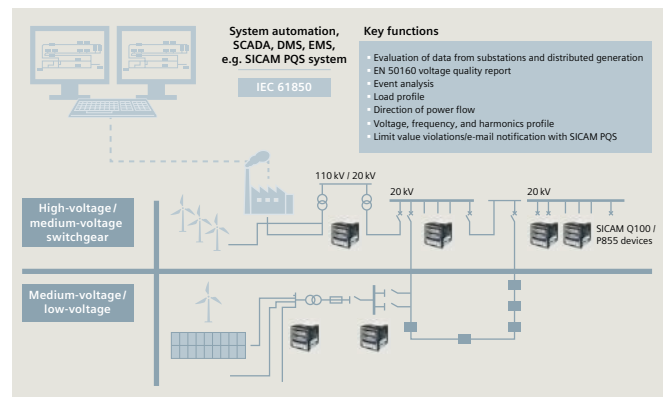 System automation,
SCADA, DMS, EMS,
e.g. SICAM PQS system
IEC 61850
Key functions
Evaluation of data from substations and distributed generation
EN 50160 voltage quality report
Event analysis
Load profile
Direction of power flow
Voltage, frequency, and harmonics profile
Limit value violations/e-mail notification with SICAM PQS
110 kV / 20 kV
20 kV
20 kV
High-voltage/
medium-voltage
switchgear
SICAM Q100 /
P855 devices
Medium-voltage/
low-voltage